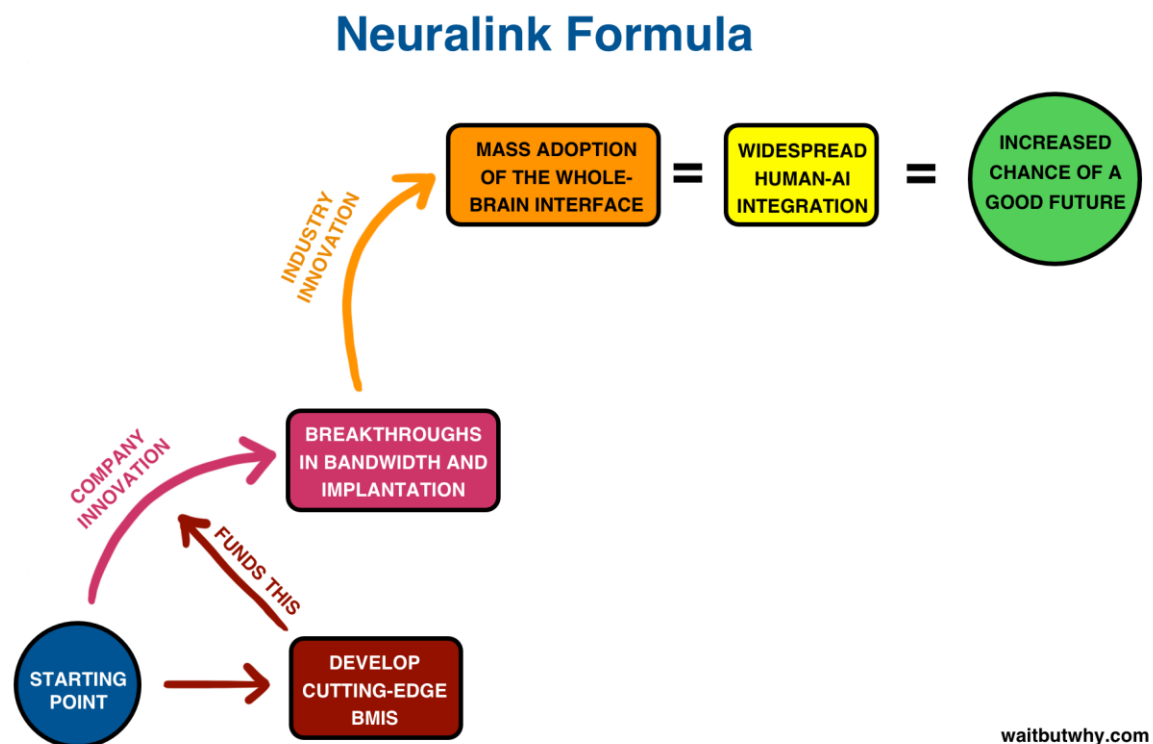 Neuralink Formula
MASS ADOPTION
OF THE WHOLE-
BRAIN INTERFACE
=
WIDESPREAD
HUMAN-AI
INTEGRATION
=
INCREASED
CHANCE OF A
GOOD FUTURE
INDUSTRY
INNOVATION
BREAKTHROUGHS
IN BANDWIDTH AND
IMPLANTATION
COMPANY
INNOVATION
FUNDS THIS
STARTING
POINT
DEVELOP
CUTTING-EDGE
BMIS
waitbutwhy.com